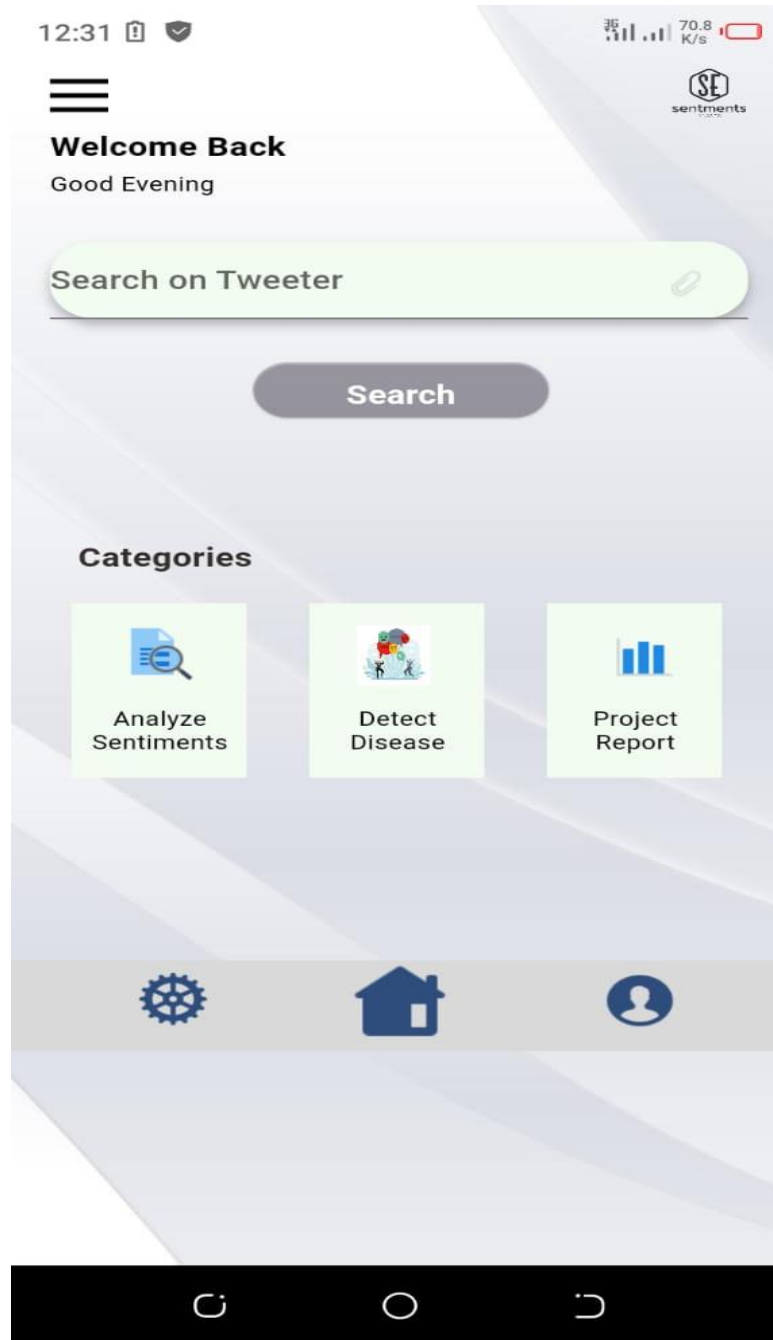 12:31
3G
70.8
K/s
SE
sentments
Welcome Back
Good Evening
Search on Tweeter
Search
Categories
Analyze
Sentiments
Detect
Disease
Project
Report